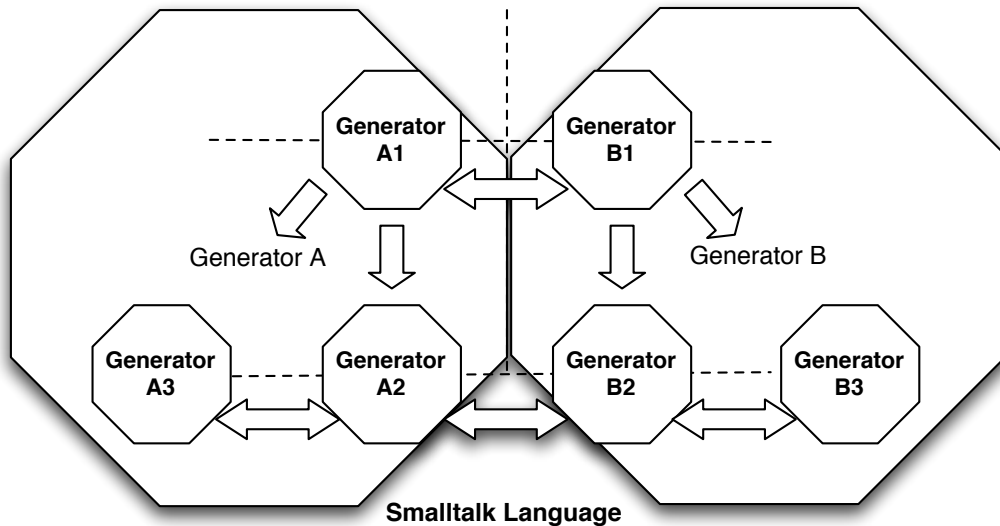 Generator
A1
Generator
B1
Generator A
Generator B
Generator
A3
Generator
A2
Generator
B2
Generator
B3
Smalltalk Language